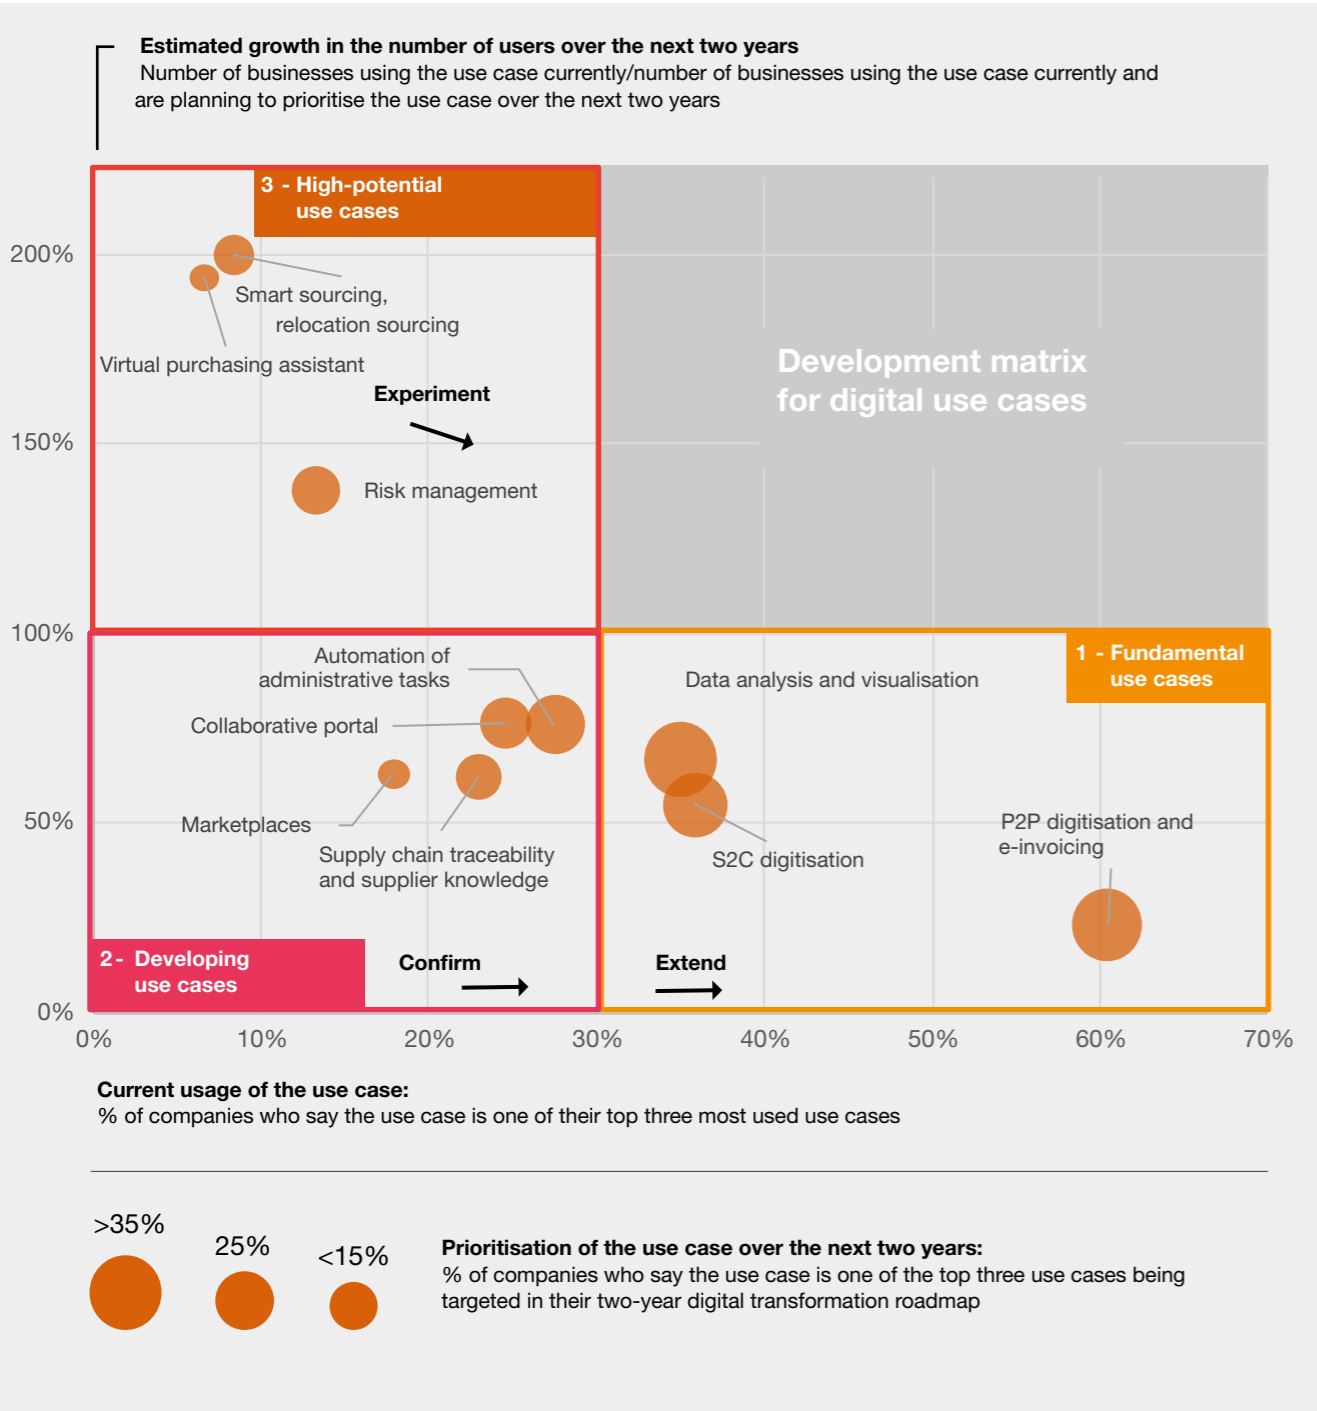 Estimated growth in the number of users over the next two years
Number of businesses using the use case currently/number of businesses using the use case currently and
are planning to prioritise the use case over the next two years
3 - High-potential
use cases
200%
Smart sourcing,
relocation sourcing
Virtual purchasing assistant
Experiment
Development matrix
for digital use cases
150%
Risk management
100%
Automation of
administrative tasks
Collaborative portal
Marketplaces
Supply chain traceability
and supplier knowledge
Data analysis and visualisation
1 - Fundamental
use cases
50%
S2C digitisation
P2P digitisation and
e-invoicing
2 - Developing
use cases
Confirm
Extend
0%
0% 10% 20% 30% 40% 50% 60% 70%
Current usage of the use case:
% of companies who say the use case is one of their top three most used use cases
>35%
25%
<15%
Prioritisation of the use case over the next two years:
% of companies who say the use case is one of the top three use cases being
targeted in their two-year digital transformation roadmap